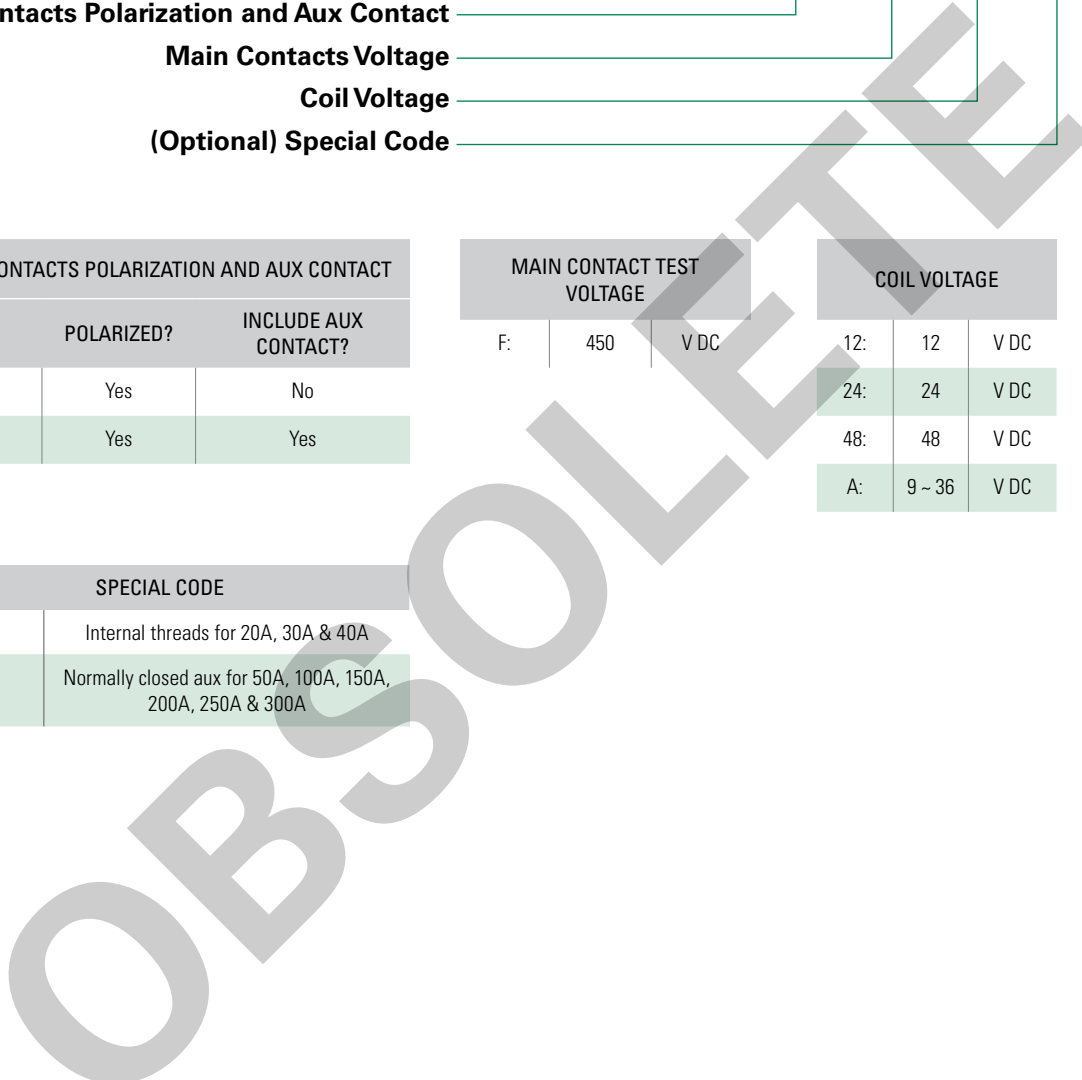 ntacts Polarization and Aux Contact
Main Contacts Voltage
Coil Voltage
(Optional) Special Code
ONTACTS POLARIZATION AND AUX CONTACT
POLARIZED?
INCLUDE AUX
CONTACT?
Yes
No
Yes
Yes
MAIN CONTACT TEST
VOLTAGE
F: 450 V DC
COIL VOLTAGE
12: 12 V DC
24: 24 V DC
48: 48 V DC
A: 9 ~ 36 V DC
SPECIAL CODE
Internal threads for 20A, 30A & 40A
Normally closed aux for 50A, 100A, 150A,
200A, 250A & 300A
OBSOLETE